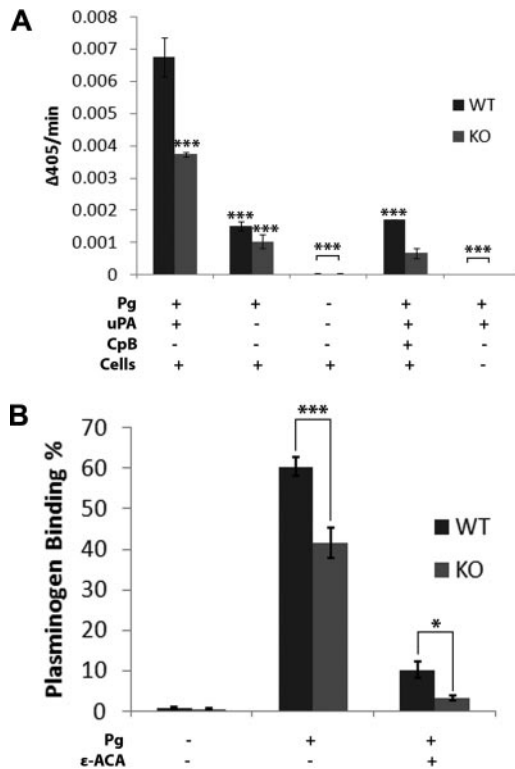 A
0.008
0.007
0.006
0.005
0.004
0.003
0.002
0.001
0
Δ405/min
WT
KO
***
*** ***
***
***
***
Pg + + - + +
uPA + - - + +
CpB - - - + -
Cells + + + + -
B
70
60
50
40
30
20
10
0
Plasminogen Binding %
WT
KO
***
*
Pg - + +
ε-ACA - - +